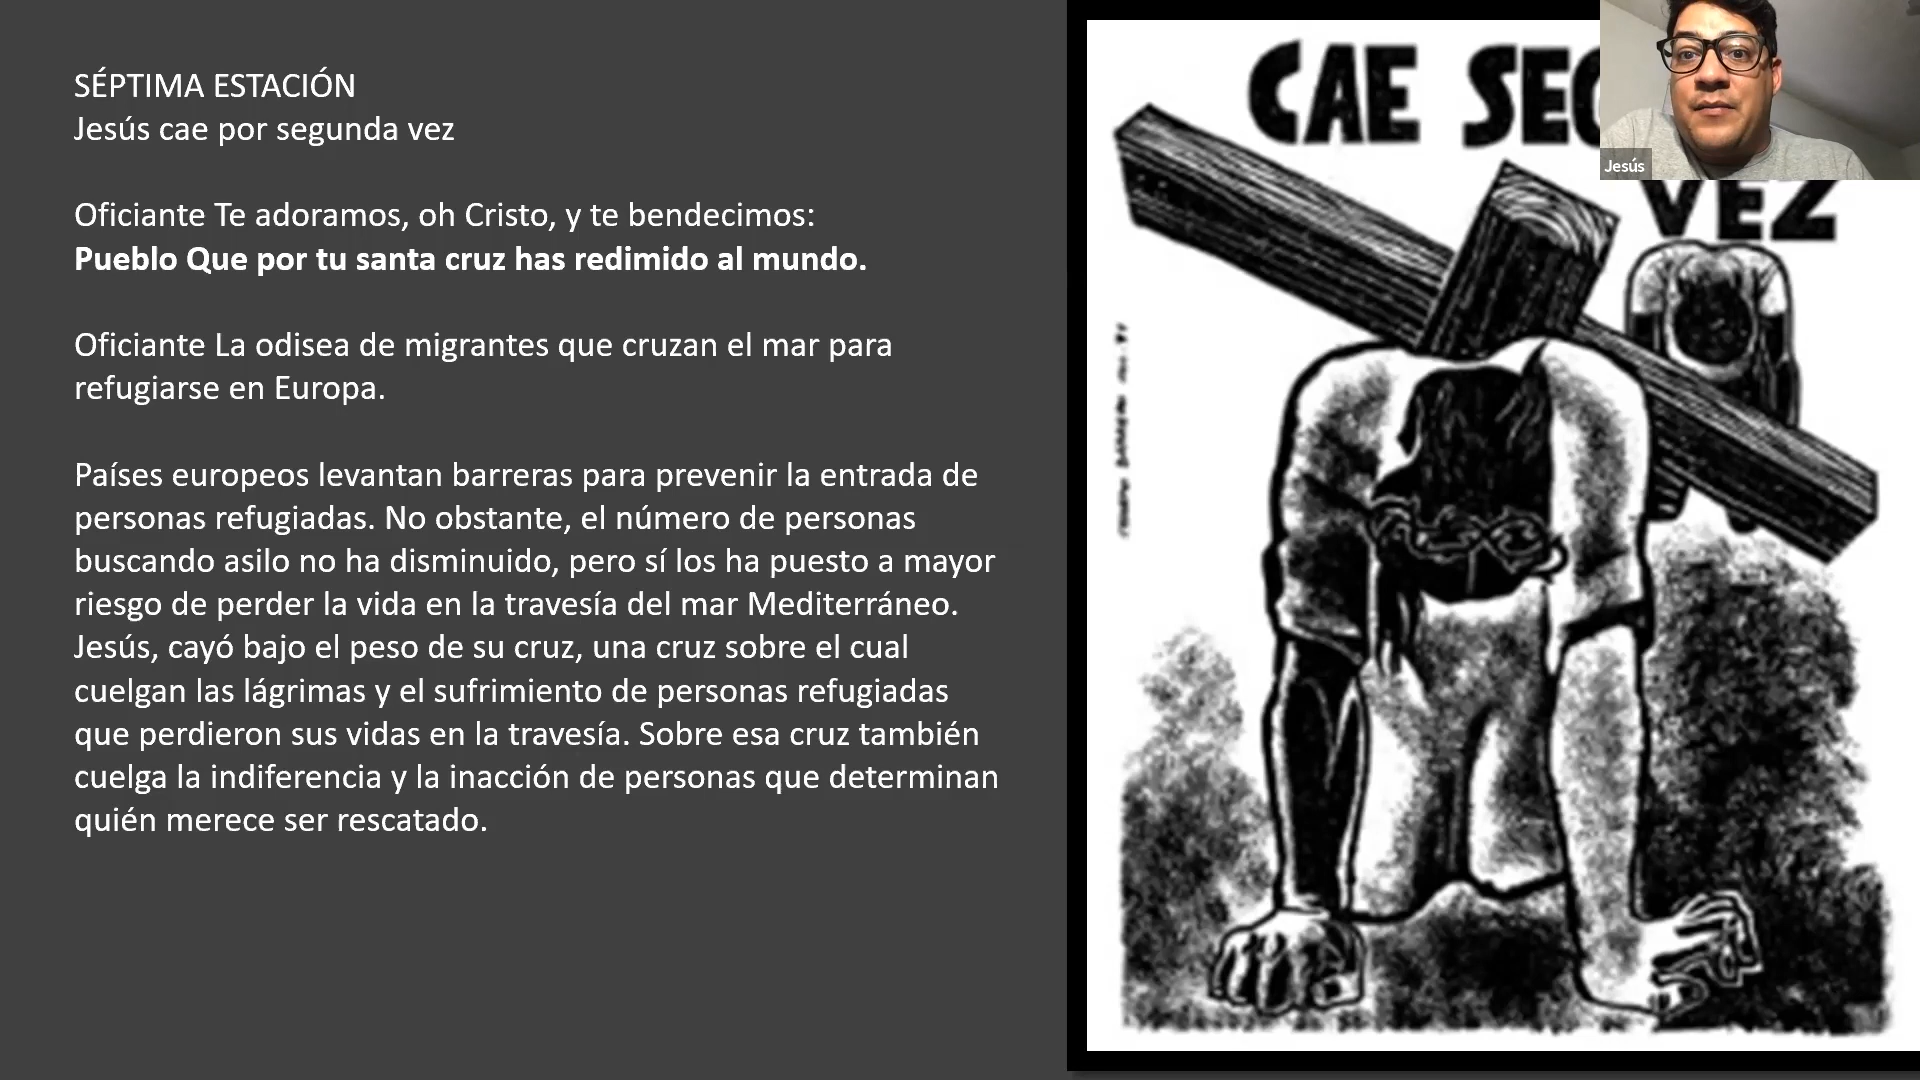 SÉPTIMA ESTACIÓN
Jesús cae por segunda vez
Oficiante Te adoramos, oh Cristo, y te bendecimos:
Pueblo Que por tu santa cruz has redimido al mundo.
Oficiante La odisea de migrantes que cruzan el mar para
refugiarse en Europa.
Países europeos levantan barreras para prevenir la entrada de
personas refugiadas. No obstante, el número de personas
buscando asilo no ha disminuido, pero sí los ha puesto a mayor
riesgo de perder la vida en la travesía del mar Mediterráneo.
Jesús, cayó bajo el peso de su cruz, una cruz sobre el cual
cuelgan las lágrimas y el sufrimiento de personas refugiadas
que perdieron sus vidas en la travesía. Sobre esa cruz también
cuelga la indiferencia y la inacción de personas que determinan
quién merece ser rescatado.
CAE
VEZ
Jesús